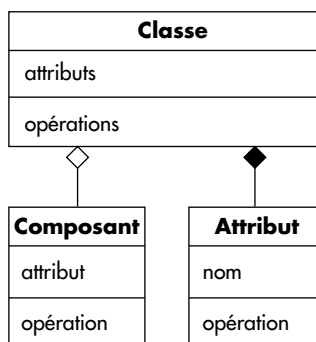 Classe
attributs
opérations
Composant
attribut
opération
Attribut
nom
opération